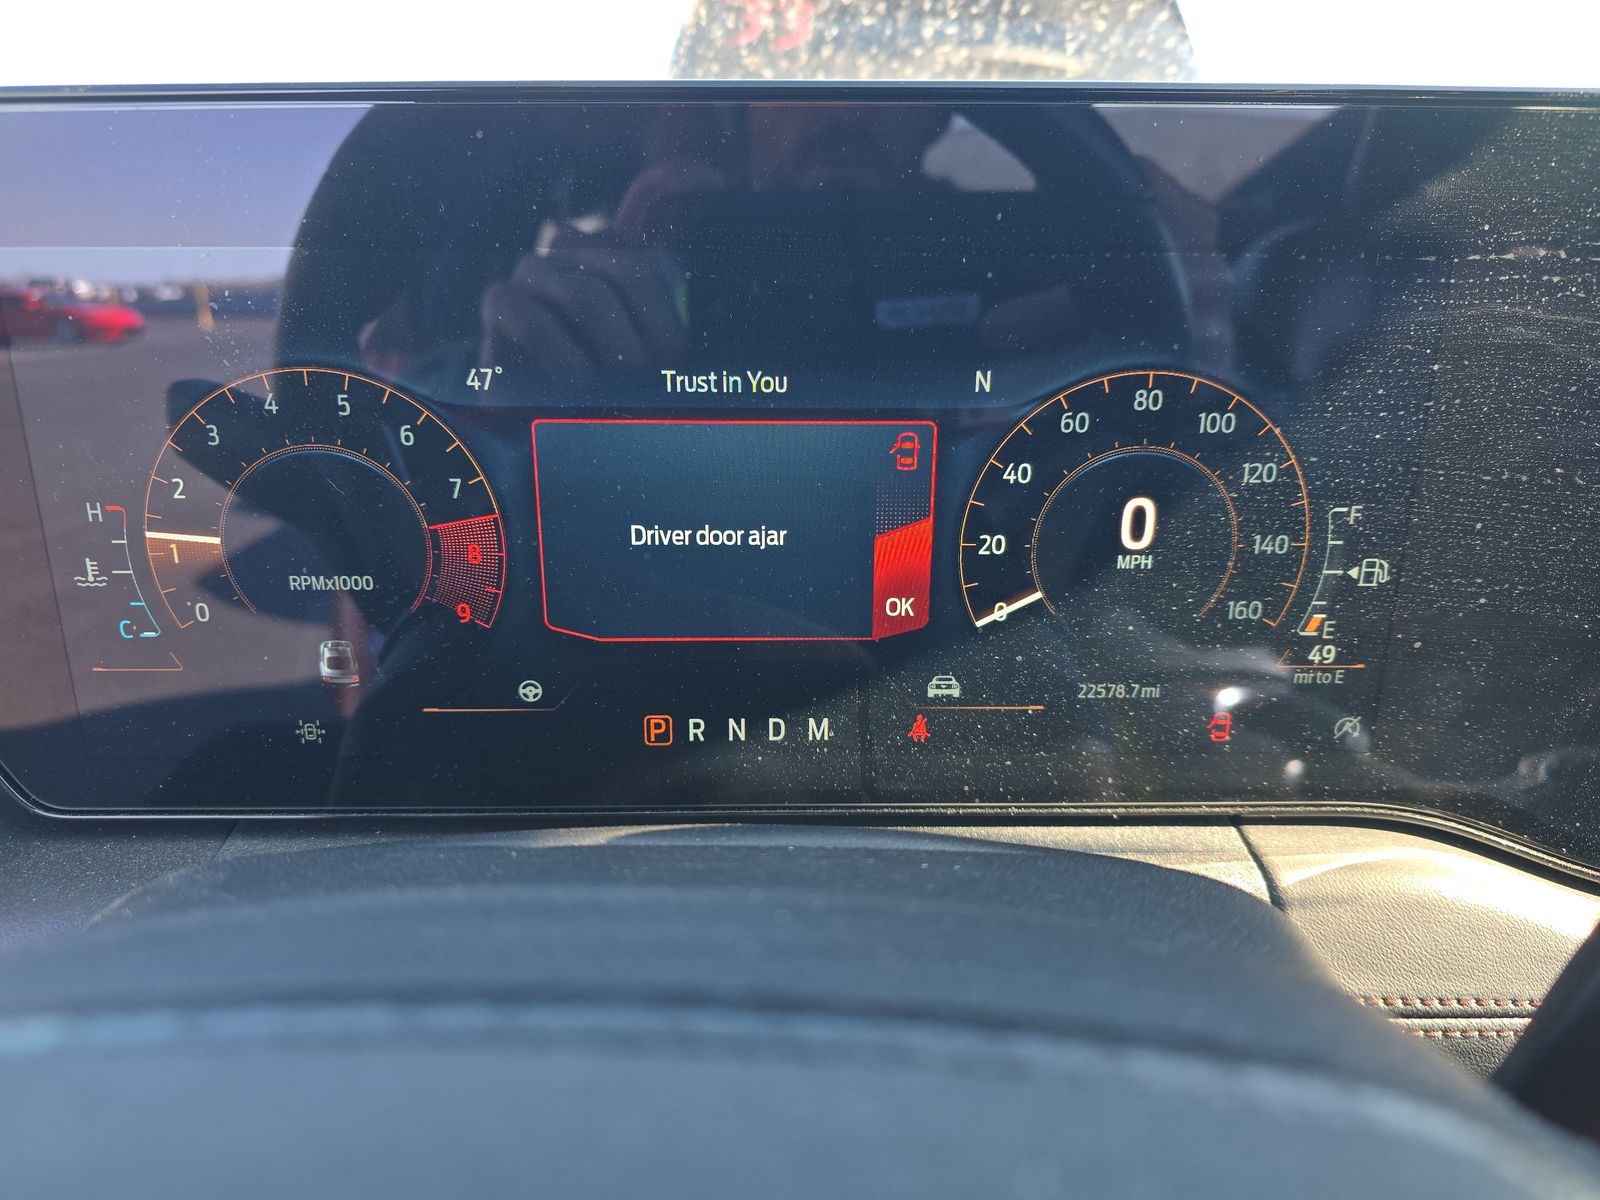 47°
Trust in You
N
0
1
2
3
4
5
6
7
8
9
RPMx1000
H
C
Driver door ajar
OK
0
20
40
60
80
100
120
140
160
0
MPH
F
E
49
mi to E
22578.7 mi
P R N D M